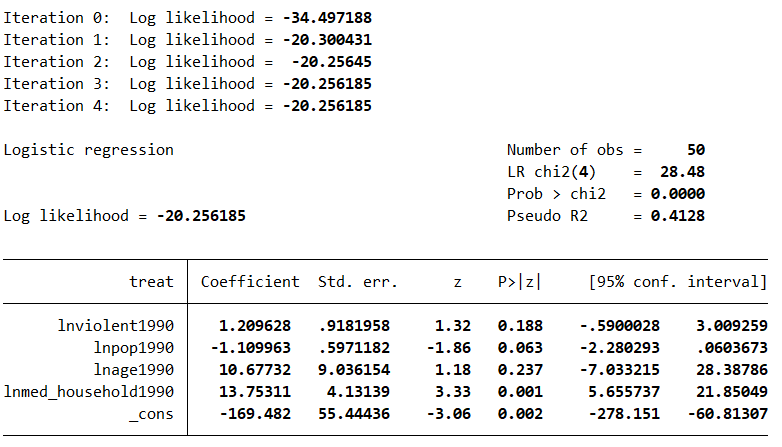 Iteration 0:  Log likelihood = -34.497188
Iteration 1:  Log likelihood = -20.300431
Iteration 2:  Log likelihood =  -20.25645
Iteration 3:  Log likelihood = -20.256185
Iteration 4:  Log likelihood = -20.256185
Logistic regression Number of obs = 50
LR chi2(4) = 28.48
Prob > chi2 = 0.0000
Log likelihood = -20.256185 Pseudo R2 = 0.4128
treat | Coefficient Std. err. z P>|z| [95% conf. interval]
lnviolent1990 | 1.209628 .9181958 1.32 0.188 -.5900028 3.009259
lnpop1990 | -1.109963 .5971182 -1.86 0.063 -2.280293 .0603673
lnage1990 | 10.67732 9.036154 1.18 0.237 -7.033215 28.38786
lnmed_household1990 | 13.75311 4.13139 3.33 0.001 5.655737 21.85049
_cons | -169.482 55.44436 -3.06 0.002 -278.151 -60.81307